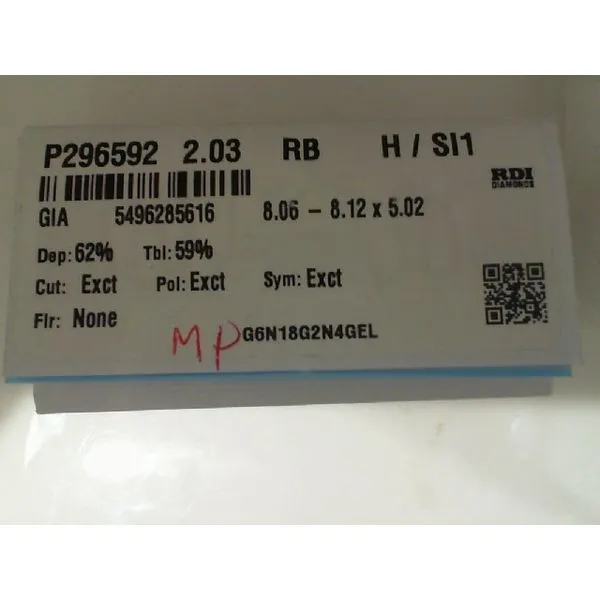 P296592 2.03 RB H / SI1
RDI
DIAMONDS
GIA 5496285616 8.06 - 8.12 x 5.02
Dep: 62% Tbl: 59%
Cut: Exct Pol: Exct Sym: Exct
Flr: None
MP G6N18G2N4GEL